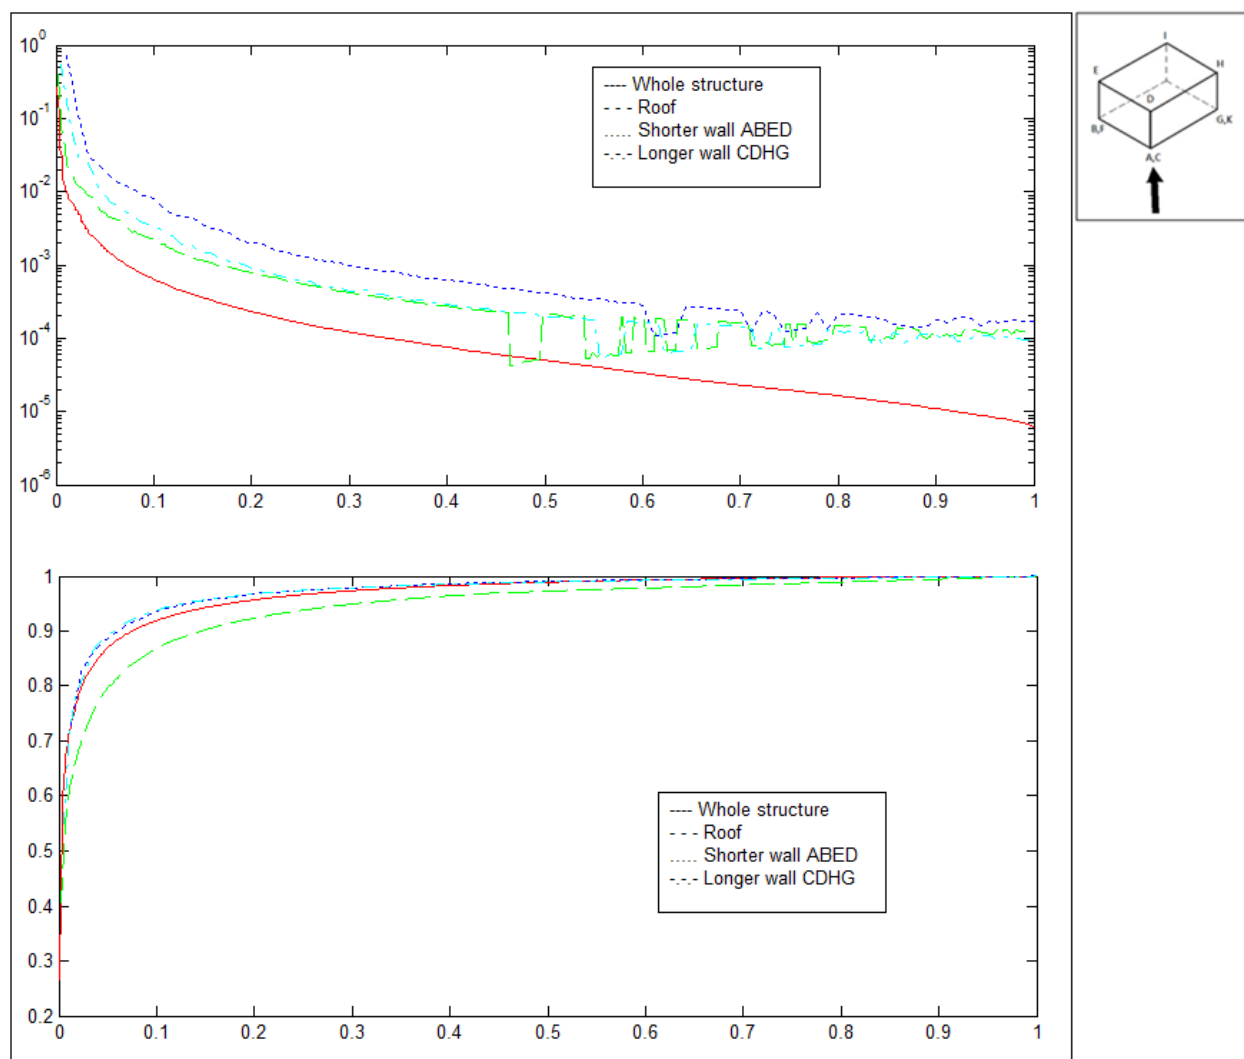 10^0
10^-1
10^-2
10^-3
10^-4
10^-5
10^-6
0 0.1 0.2 0.3 0.4 0.5 0.6 0.7 0.8 0.9 1
---- Whole structure
- - - Roof
..... Shorter wall ABED
-.-.- Longer wall CDHG
I
E
H
D
B,F
G,K
A,C
1
0.9
0.8
0.7
0.6
0.5
0.4
0.3
0.2
0 0.1 0.2 0.3 0.4 0.5 0.6 0.7 0.8 0.9 1
---- Whole structure
- - - Roof
..... Shorter wall ABED
-.-.- Longer wall CDHG